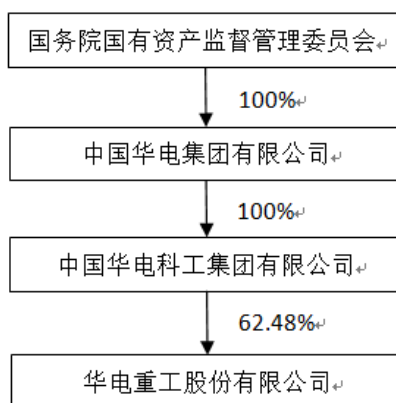 国务院国有资产监督管理委员会
100%
中国华电集团有限公司
100%
中国华电科工集团有限公司
62.48%
华电重工股份有限公司